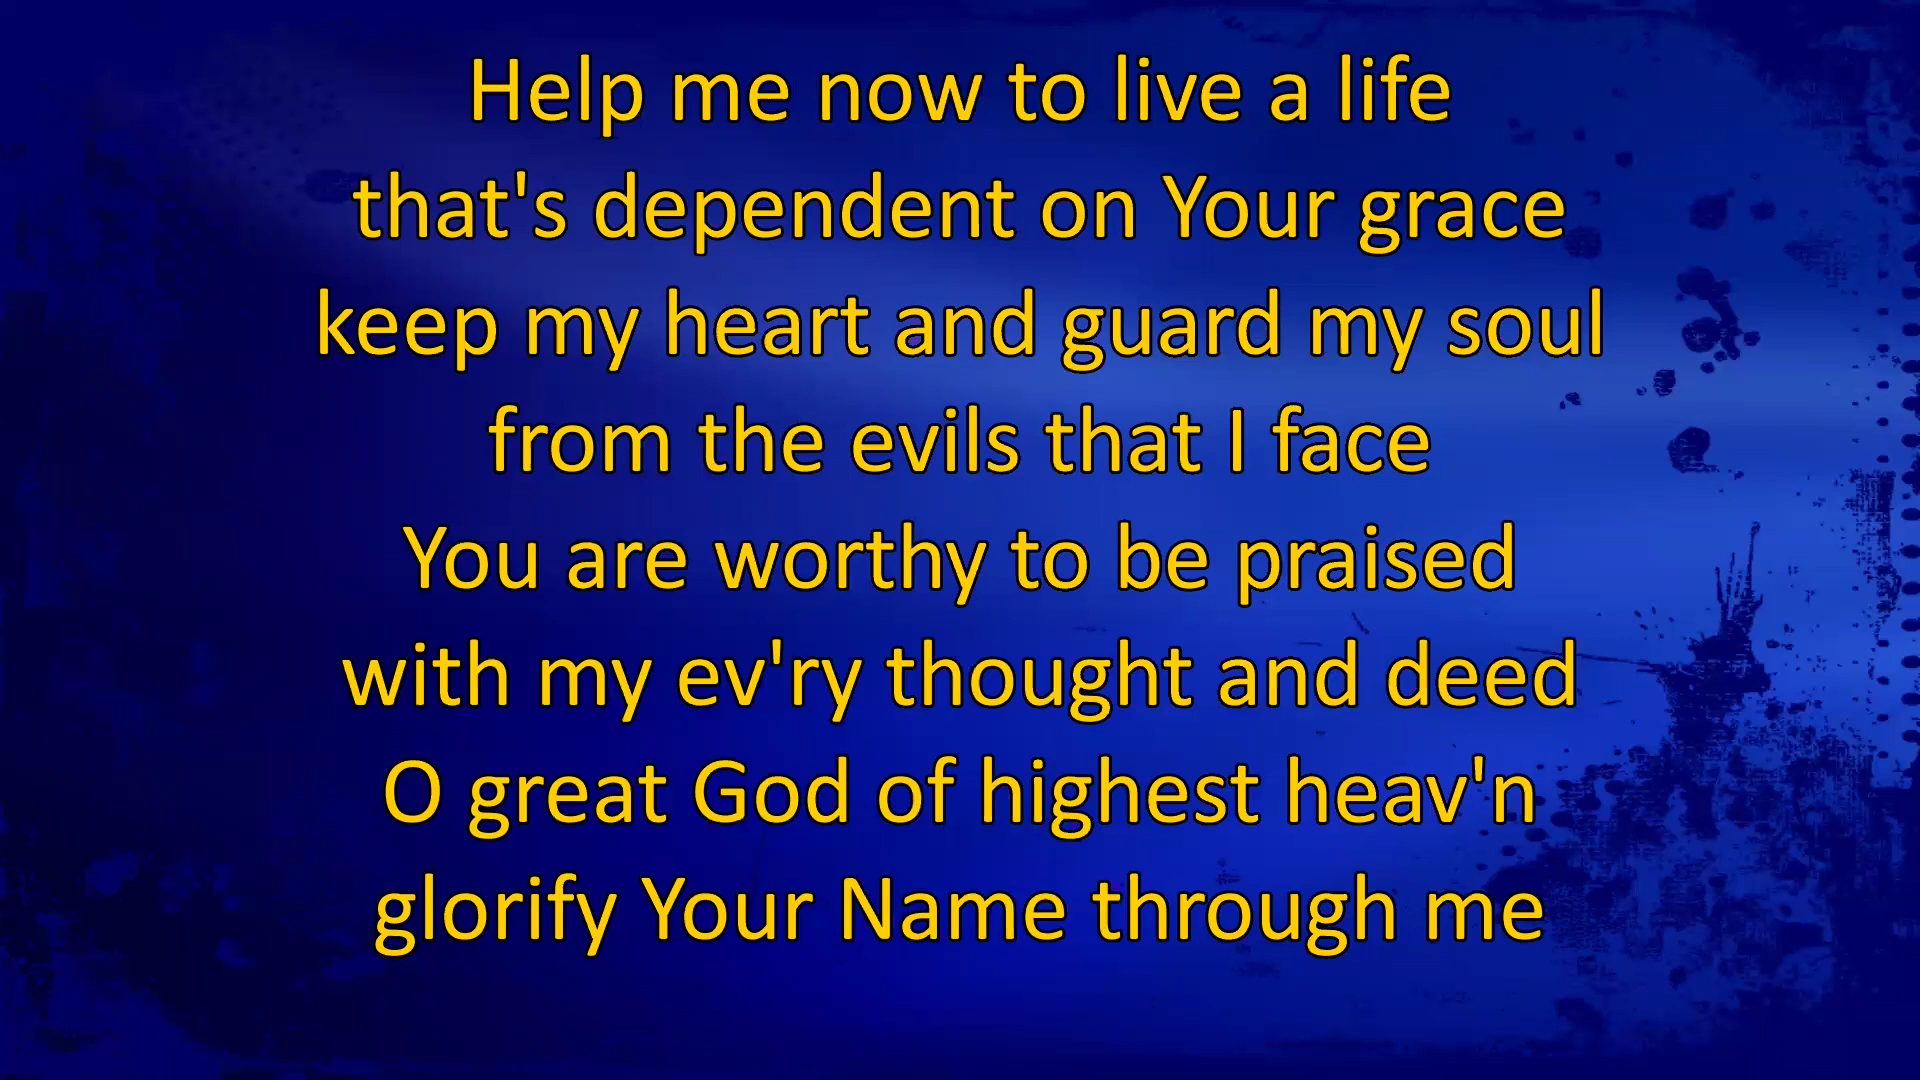 Help me now to live a life
that's dependent on Your grace
keep my heart and guard my soul
from the evils that I face
You are worthy to be praised
with my ev'ry thought and deed
O great God of highest heav'n
glorify Your Name through me